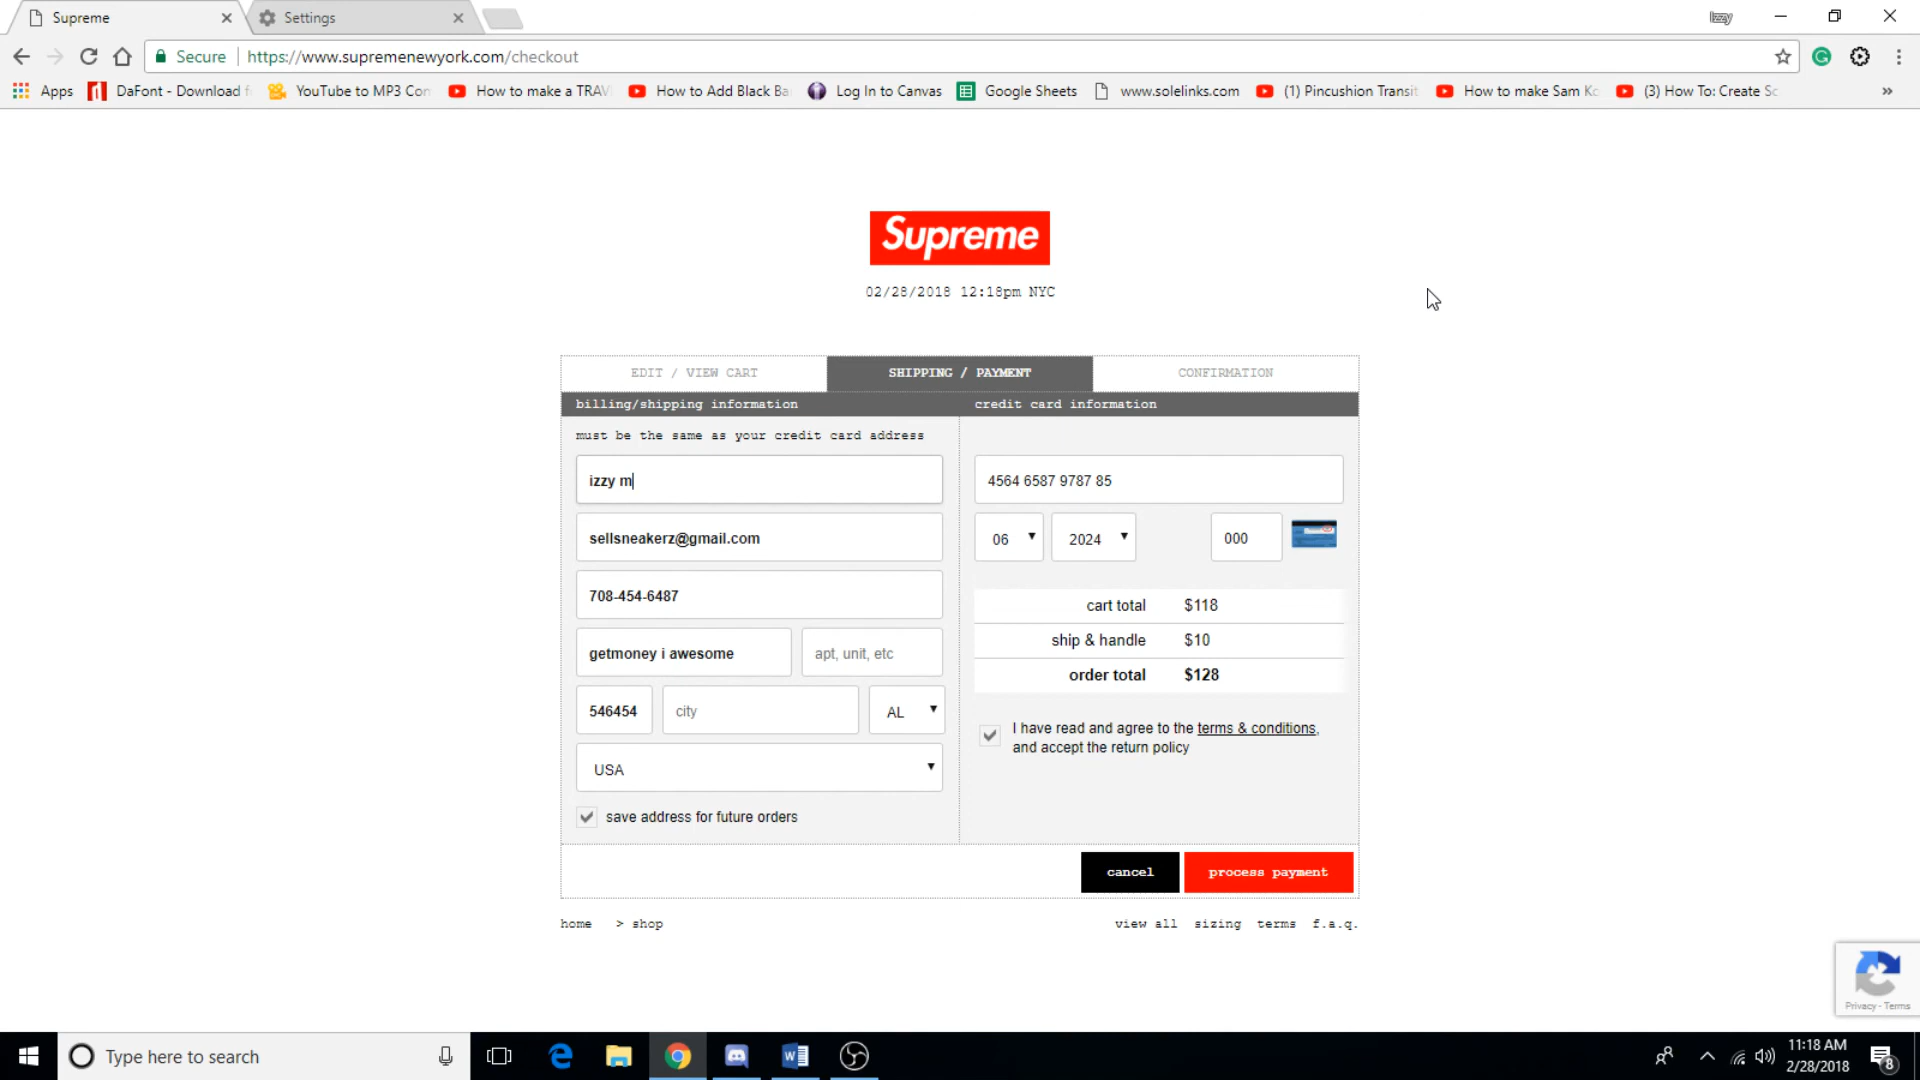 Supreme
Settings
Izzy
Secure https://www.supremenewyork.com/checkout
Apps DaFont - Download f YouTube to MP3 Con How to make a TRAV How to Add Black Ba Log In to Canvas Google Sheets www.solelinks.com (1) Pincushion Transit How to make Sam Ko (3) How To: Create Sc »
Supreme
02/28/2018 12:18pm NYC
EDIT / VIEW CART SHIPPING / PAYMENT CONFIRMATION
billing/shipping information credit card information
must be the same as your credit card address
izzy m 4564 6587 9787 85
sellsneakerz@gmail.com 06 2024 000
708-454-6487
cart total $118
getmoney i awesome apt, unit, etc ship & handle $10
order total $128
546454 city AL
I have read and agree to the terms & conditions,
and accept the return policy
USA
save address for future orders
cancel process payment
home > shop view all sizing terms f.a.q.
Privacy - Terms
Type here to search
11:18 AM
2/28/2018
8